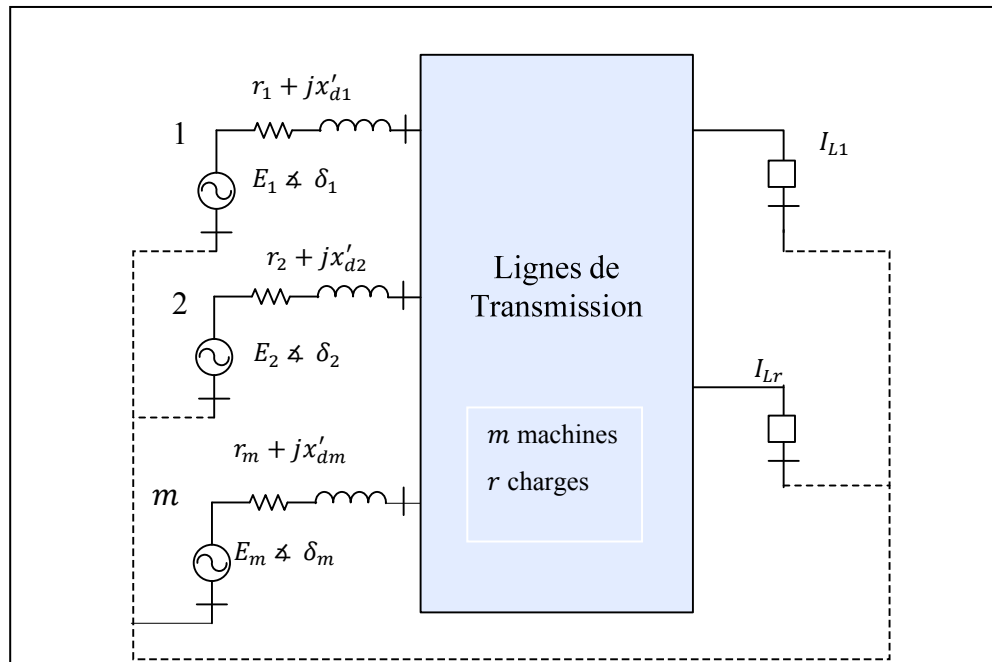 r₁ + jx′d1
1
E₁ ∡ δ₁
I_L1
r₂ + jx′d2
2
E₂ ∡ δ₂
Lignes de
Transmission
I_Lr
m machines
r charges
r_m + jx′dm
m
E_m ∡ δ_m